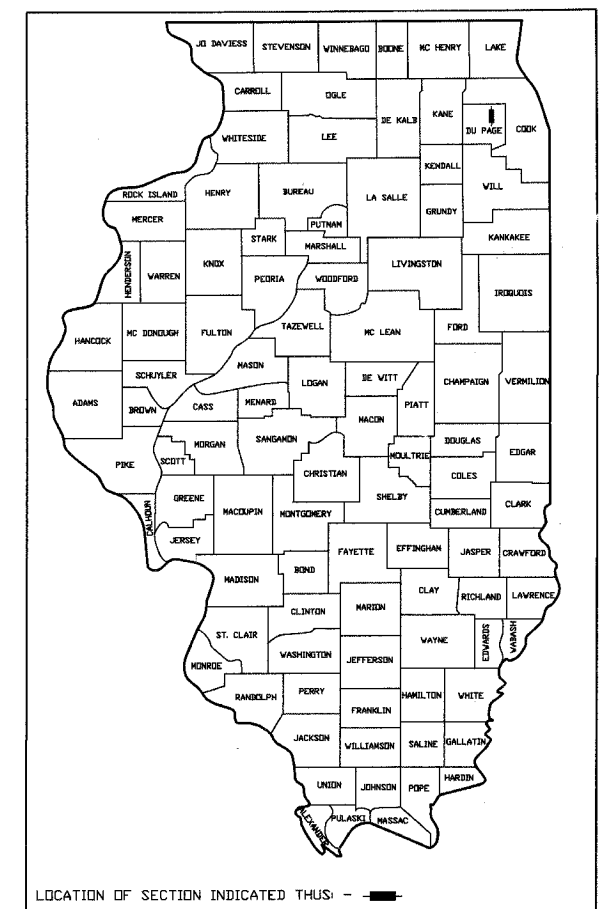 JO DAVIESS STEVENSON WINNEBAGO BOONE MC HENRY LAKE
CARROLL OGLE
DE KALB KANE DU PAGE COOK
WHITESIDE LEE
KENDALL WILL
ROCK ISLAND HENRY BUREAU LA SALLE GRUNDY
MERCER PUTNAM
STARK MARSHALL KANKAKEE
HENDERSON WARREN KNOX PEORIA WOODFORD LIVINGSTON IROQUOIS
HANCOCK MC DONOUGH FULTON TAZEWELL MC LEAN FORD
MASON
SCHUYLER LOGAN DE WITT CHAMPAIGN VERMILION
ADAMS BROWN CASS MENARD PIATT
MACON
SANGAMON DOUGLAS
PIKE SCOTT MORGAN MOULTRIE EDGAR
CHRISTIAN COLES
GREENE MACOUPIN MONTGOMERY SHELBY CUMBERLAND CLARK
CALHOUN
JERSEY FAYETTE EFFINGHAM JASPER CRAWFORD
MADISON BOND
CLAY RICHLAND LAWRENCE
CLINTON MARION
ST. CLAIR WAYNE EDWARDS WABASH
WASHINGTON JEFFERSON
MONROE
RANDOLPH PERRY HAMILTON WHITE
FRANKLIN
JACKSON WILLIAMSON SALINE GALLATIN
UNION JOHNSON POPE HARDIN
ALEXANDER PULASKI MASSAC
LOCATION OF SECTION INDICATED THUS: -